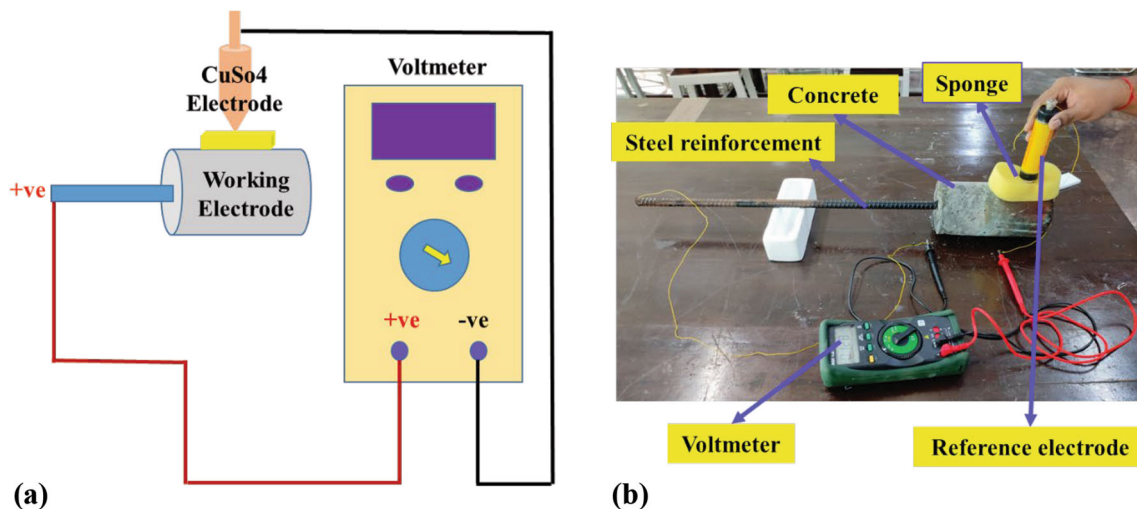 CuSo4
Electrode
Voltmeter
+ve
Working
Electrode
+ve
-ve
(a)
Concrete
Sponge
Steel reinforcement
Voltmeter
Reference electrode
(b)